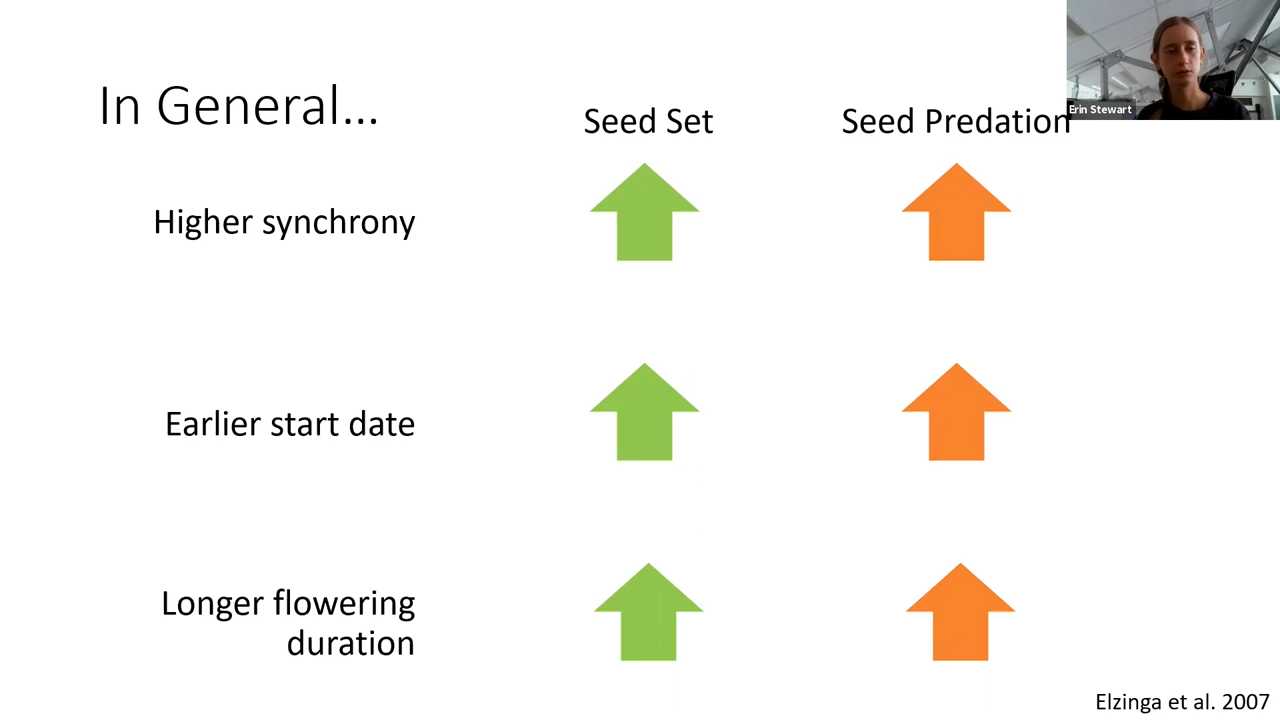 In General...
Seed Set
Seed Predation
Erin Stewart
Higher synchrony
Earlier start date
Longer flowering
duration
Elzinga et al. 2007